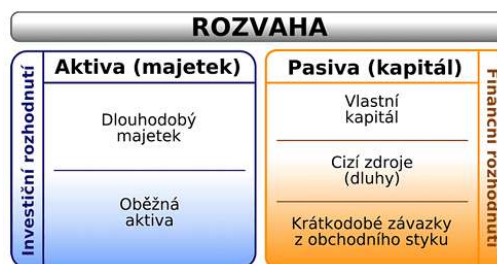 ROZVAHA
Investiční rozhodnutí
Aktiva (majetek)
Dlouhodobý
majetek
Oběžná
aktiva
Pasiva (kapitál)
Vlastní
kapitál
Cizí zdroje
(dluhy)
Krátkodobé závazky
z obchodního styku
Finanční rozhodnutí